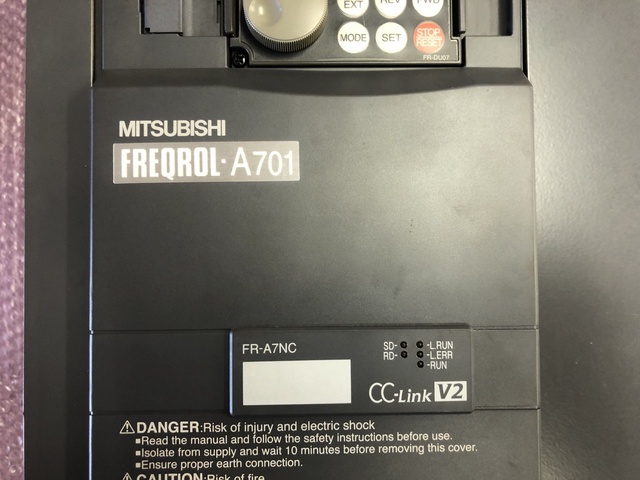 EXT REV FWD
MODE SET STOP RESET
FR-DU07
MITSUBISHI
FREQROL-A701
FR-A7NC
SD- -L.RUN
RD- -L.ERR
-RUN
CC-Link V2
⚠DANGER:Risk of injury and electric shock
■Read the manual and follow the safety instructions before use.
■Isolate from supply and wait 10 minutes before removing this cover.
■Ensure proper earth connection.
⚠CAUTION:Risk of fire